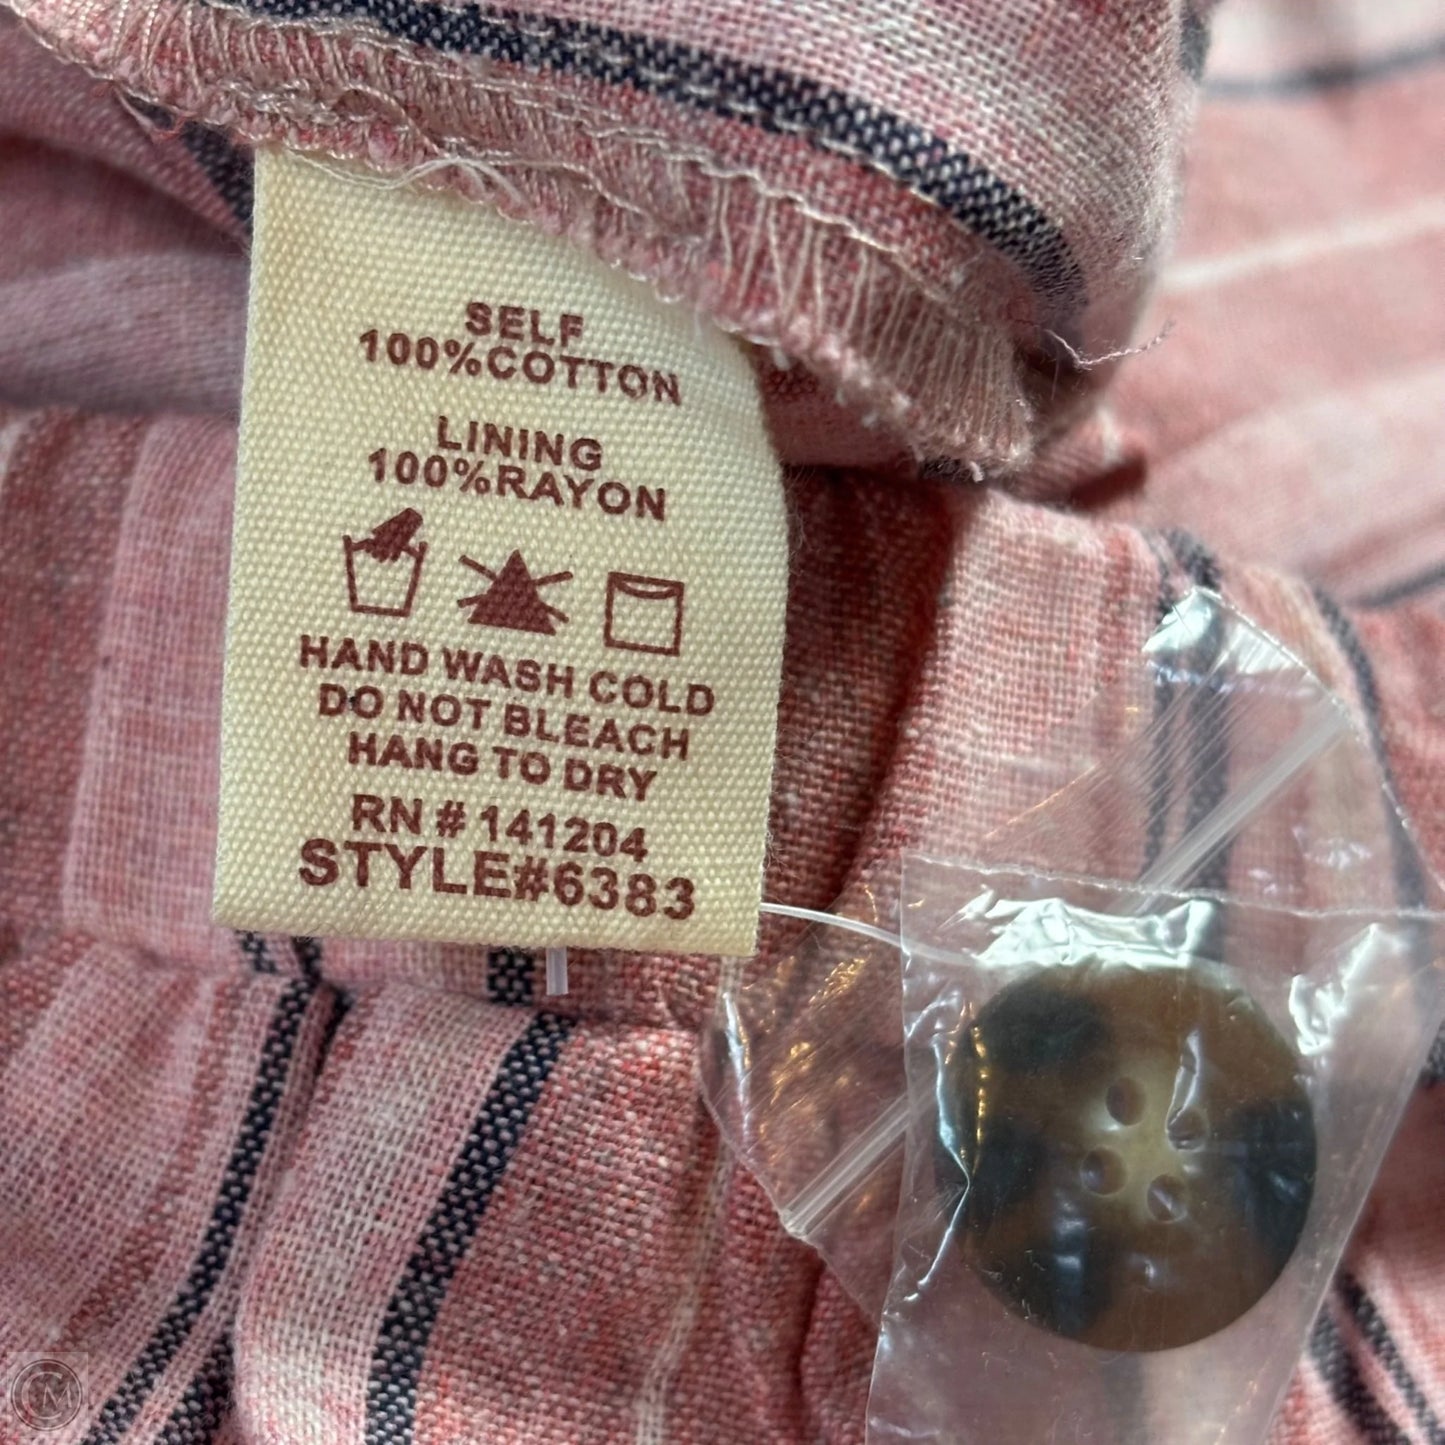 SELF
100%COTTON
LINING
100%RAYON
HAND WASH COLD
DO NOT BLEACH
HANG TO DRY
RN # 141204
STYLE#6383
CM